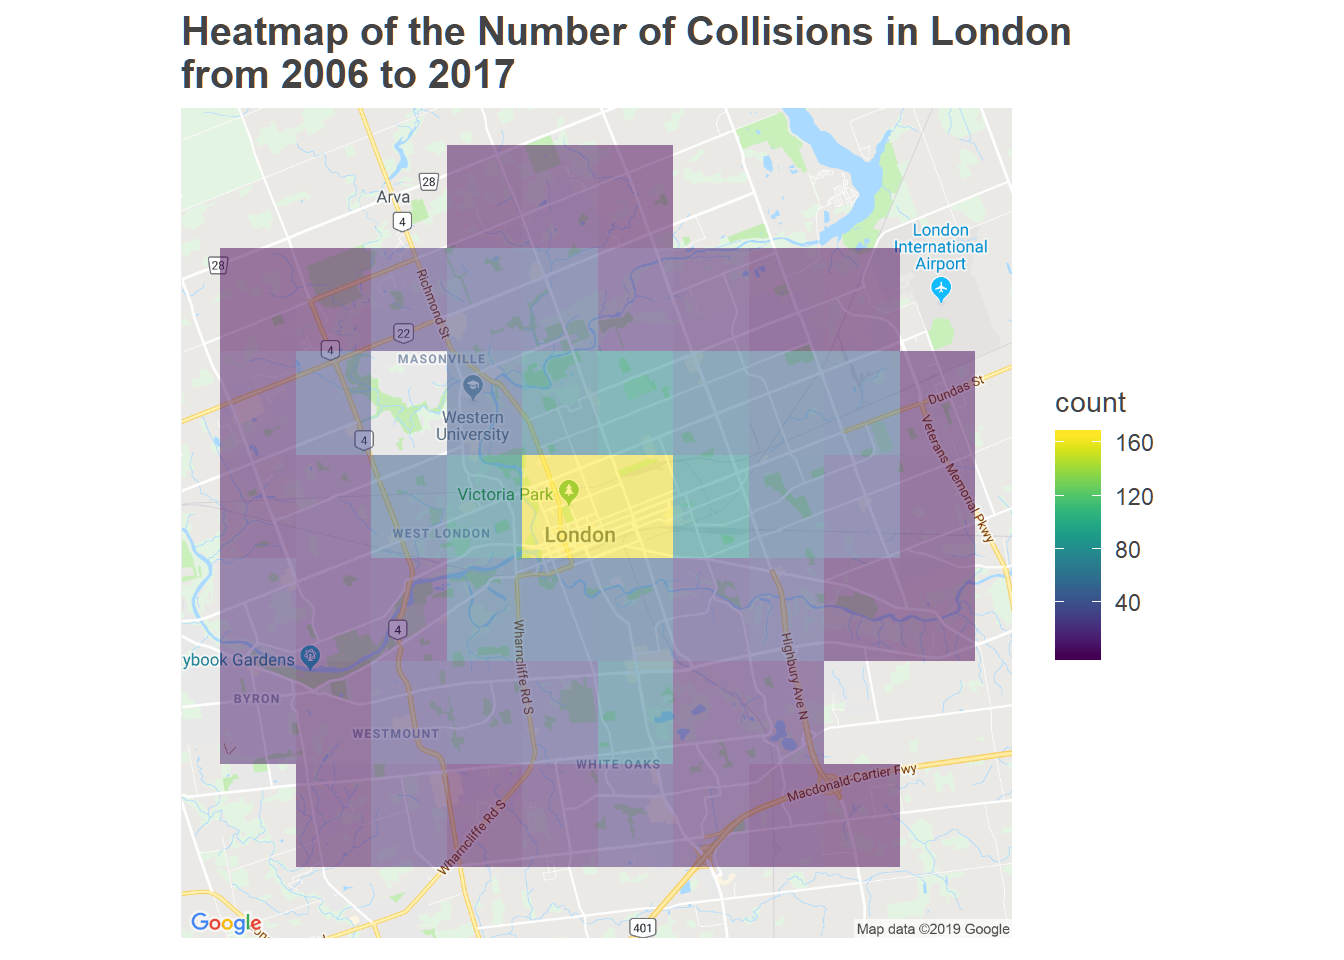 Heatmap of the Number of Collisions in London
from 2006 to 2017
28
Arva
4
London
International
Airport
28
Richmond St
22
4
MASONVILLE
Dundas St
Western
University
4
Veterans Memorial Pkwy
Victoria Park
WEST LONDON
London
4
Wharncliffe Rd S
Highbury Ave N
ybook Gardens
BYRON
WESTMOUNT
WHITE OAKS
Macdonald-Cartier Fwy
Wharncliffe Rd S
401
Google
Map data ©2019 Google
count
160
120
80
40